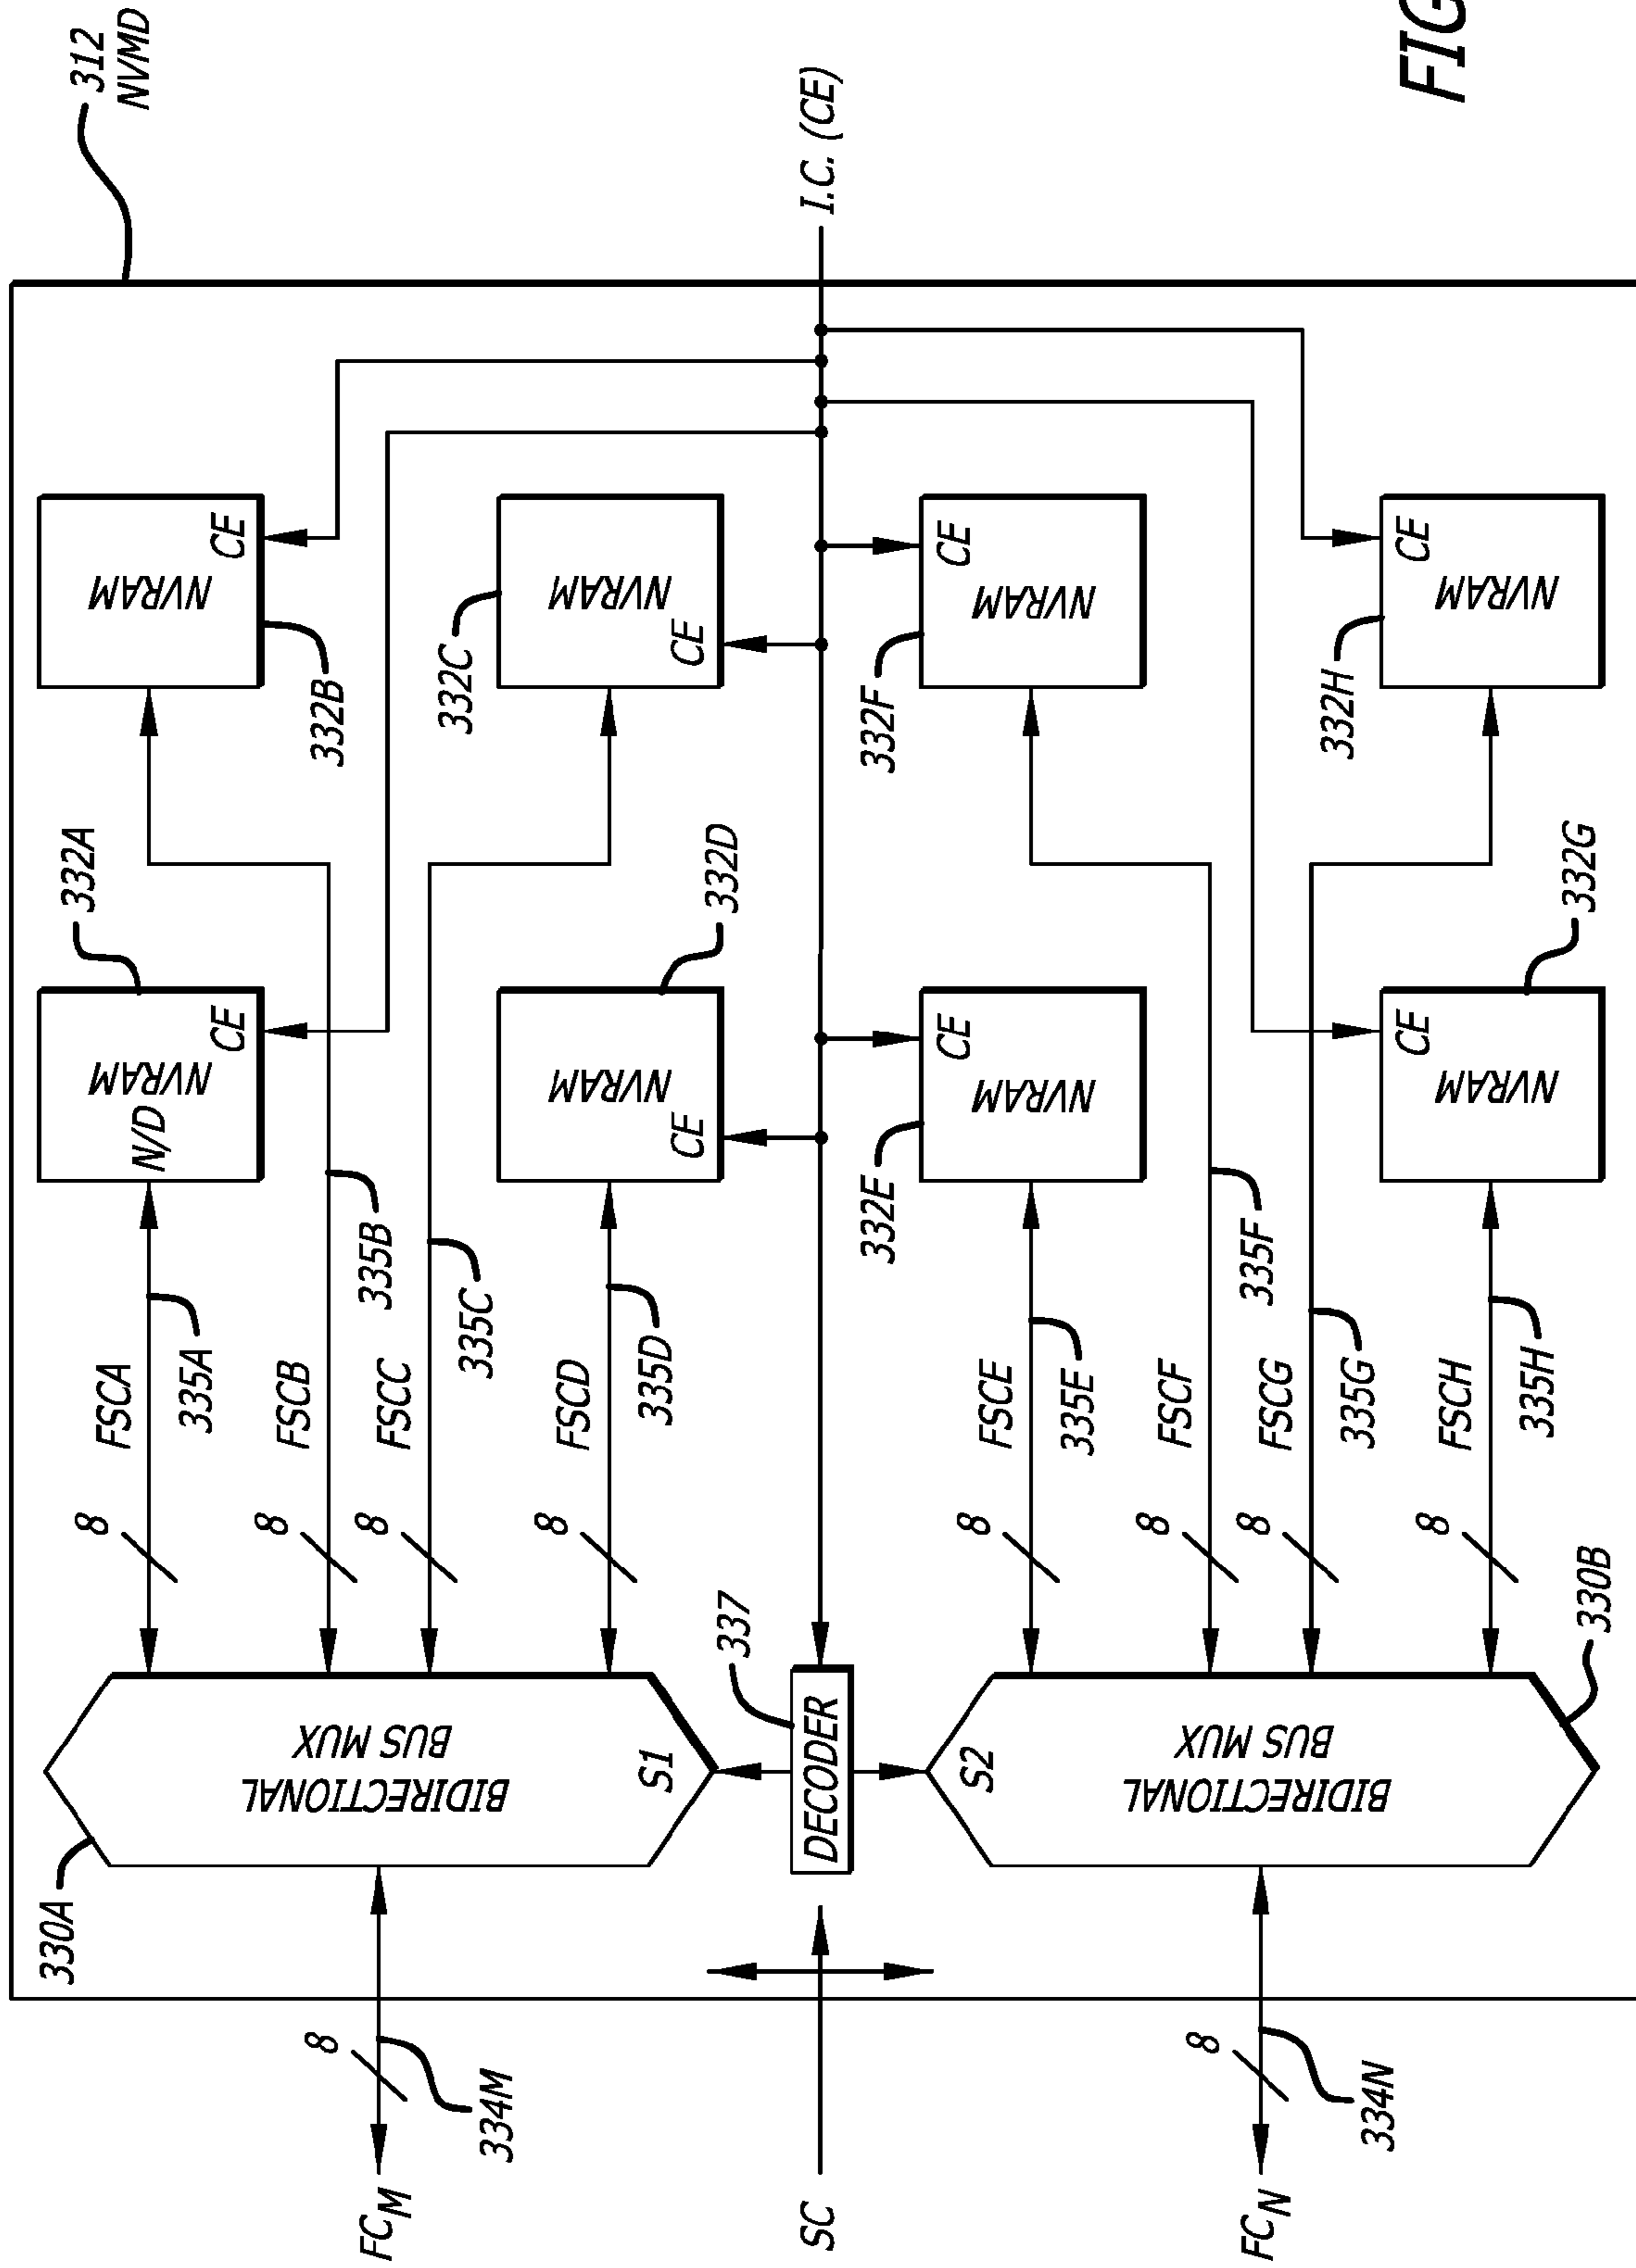 312
NVMD
I.C. (CE)
FIG
332A
332B
NVRAM
N/D
CE
NVRAM
CE
FSCA
335A
8
FSCB
335B
8
FSCC
335C
8
FSCD
335D
8
332C
NVRAM
CE
332D
NVRAM
CE
330A
BIDIRECTIONAL
BUS MUX
S1
FCM
8
334M
337
DECODER
SC
332E
NVRAM
CE
332F
NVRAM
CE
FSCE
335E
8
FSCF
335F
8
FSCG
335G
8
FSCH
335H
8
332G
NVRAM
CE
332H
NVRAM
CE
330B
BIDIRECTIONAL
BUS MUX
S2
FCN
8
334N